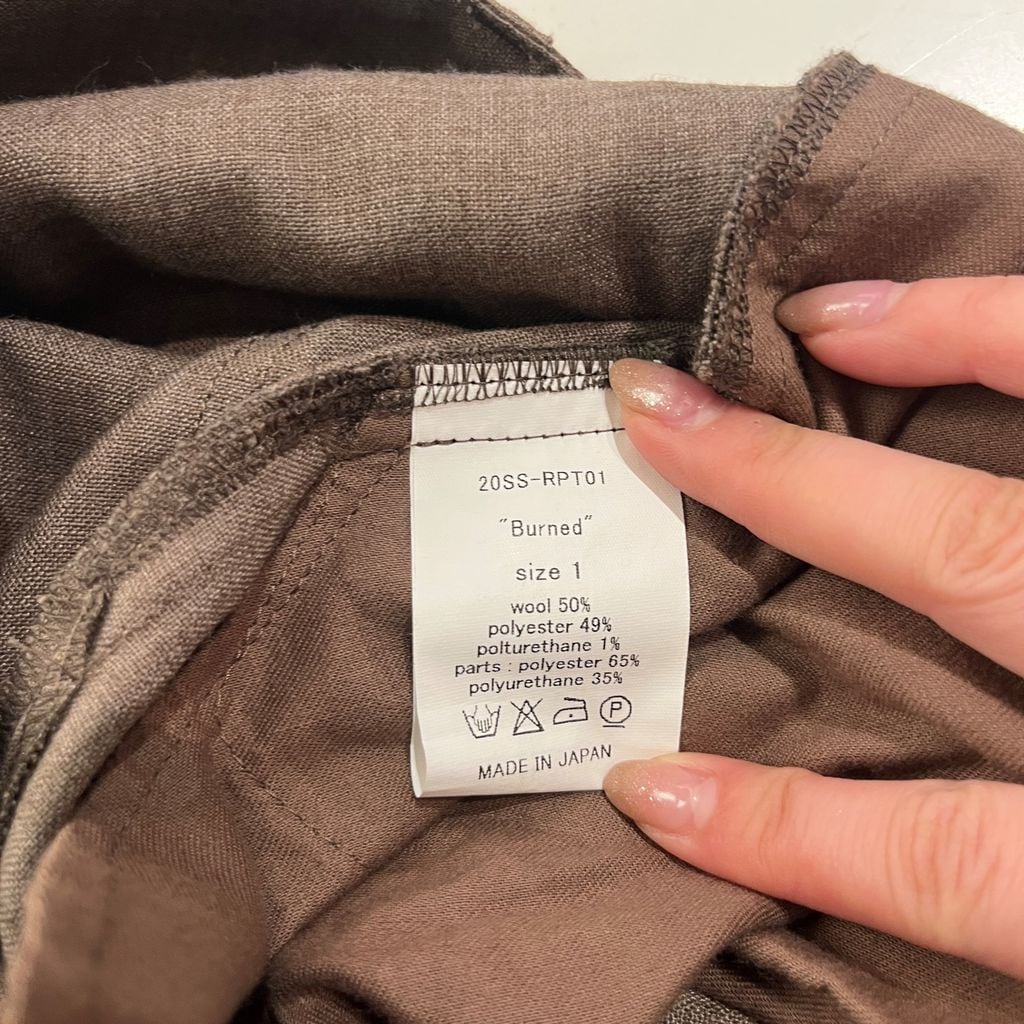 20SS-RPT01
"Burned"
size 1
wool 50%
polyester 49%
polturethane 1%
parts : polyester 65%
polyurethane 35%
P
MADE IN JAPAN